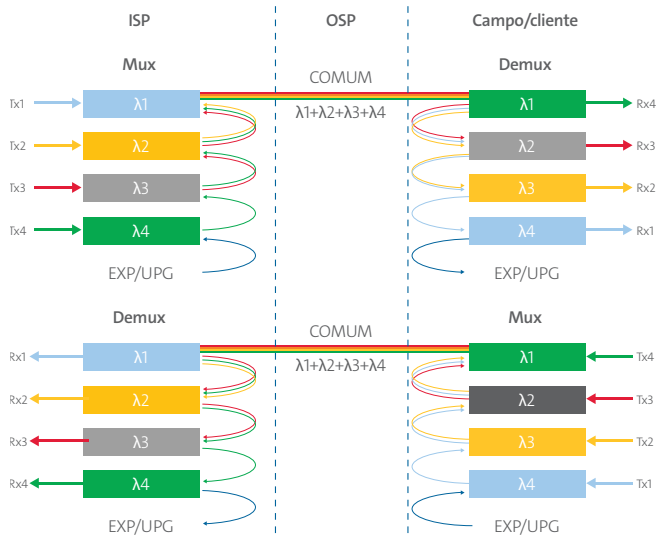 ISP OSP Campo/cliente
Mux Demux
COMUM
Tx1 λ1 λ1 Rx4
λ1+λ2+λ3+λ4
Tx2 λ2 λ2 Rx3
Tx3 λ3 λ3 Rx2
Tx4 λ4 λ4 Rx1
EXP/UPG EXP/UPG
Demux Mux
COMUM
Rx1 λ1 λ1 Tx4
λ1+λ2+λ3+λ4
Rx2 λ2 λ2 Tx3
Rx3 λ3 λ3 Tx2
Rx4 λ4 λ4 Tx1
EXP/UPG EXP/UPG